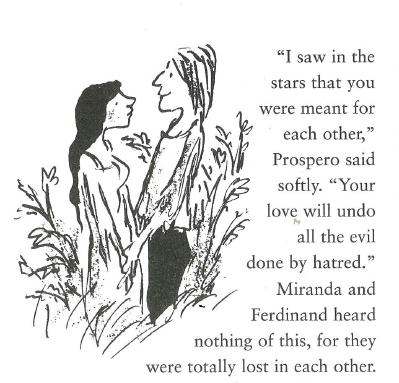 “I saw in the
stars that you
were meant for
each other,”
Prospero said
softly. “Your
love will undo
all the evil
done by hatred.”
Miranda and
Ferdinand heard
nothing of this, for they
were totally lost in each other.